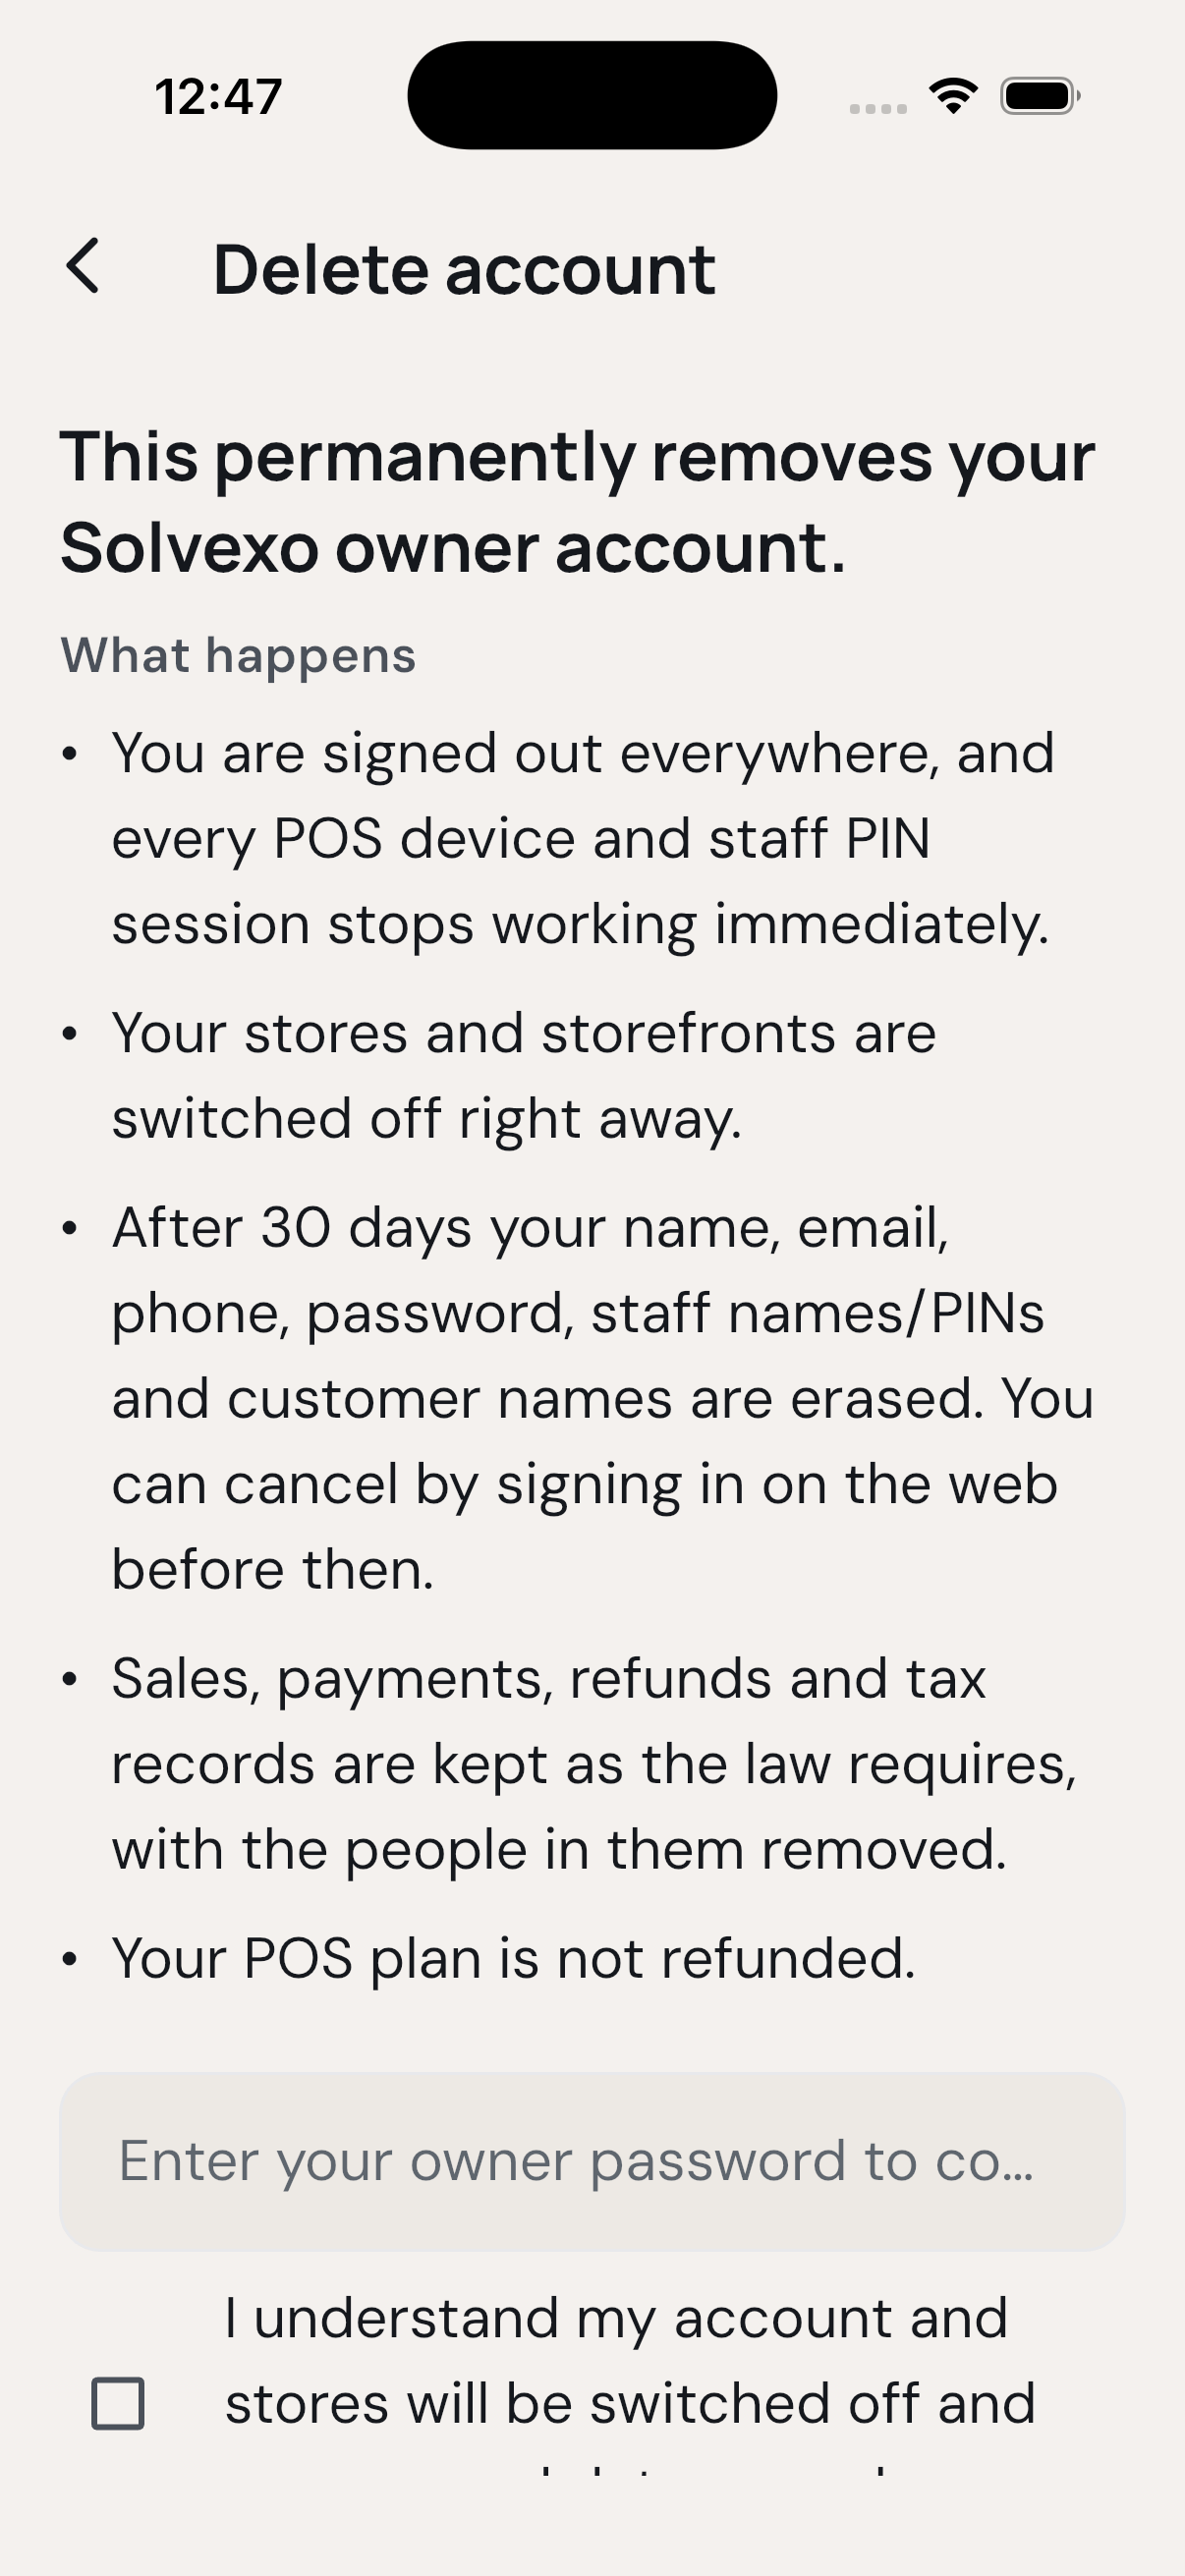 12:47
Delete account
This permanently removes your
Solvexo owner account.
What happens
• You are signed out everywhere, and
every POS device and staff PIN
session stops working immediately.
• Your stores and storefronts are
switched off right away.
• After 30 days your name, email,
phone, password, staff names/PINs
and customer names are erased. You
can cancel by signing in on the web
before then.
• Sales, payments, refunds and tax
records are kept as the law requires,
with the people in them removed.
• Your POS plan is not refunded.
Enter your owner password to co...
I understand my account and
stores will be switched off and